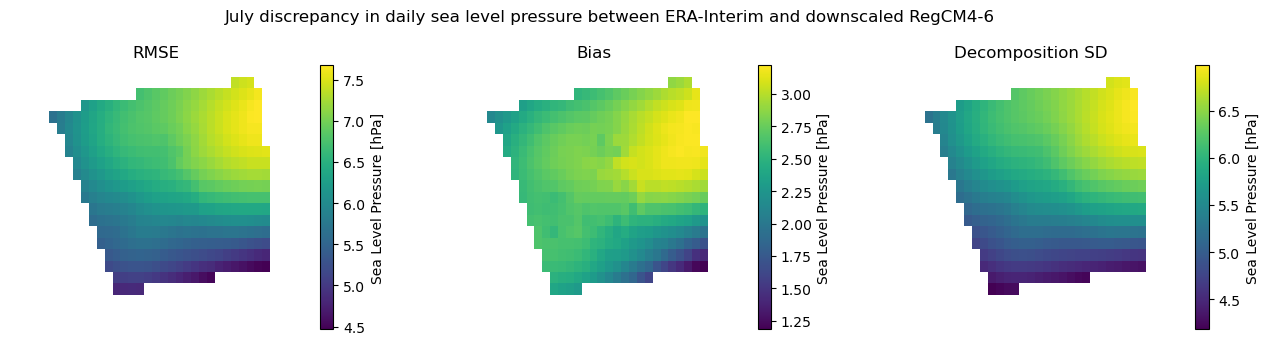 July discrepancy in daily sea level pressure between ERA-Interim and downscaled RegCM4-6
RMSE
7.5
7.0
6.5
6.0
5.5
5.0
4.5
Sea Level Pressure [hPa]
Bias
3.00
2.75
2.50
2.25
2.00
1.75
1.50
1.25
Sea Level Pressure [hPa]
Decomposition SD
6.5
6.0
5.5
5.0
4.5
Sea Level Pressure [hPa]